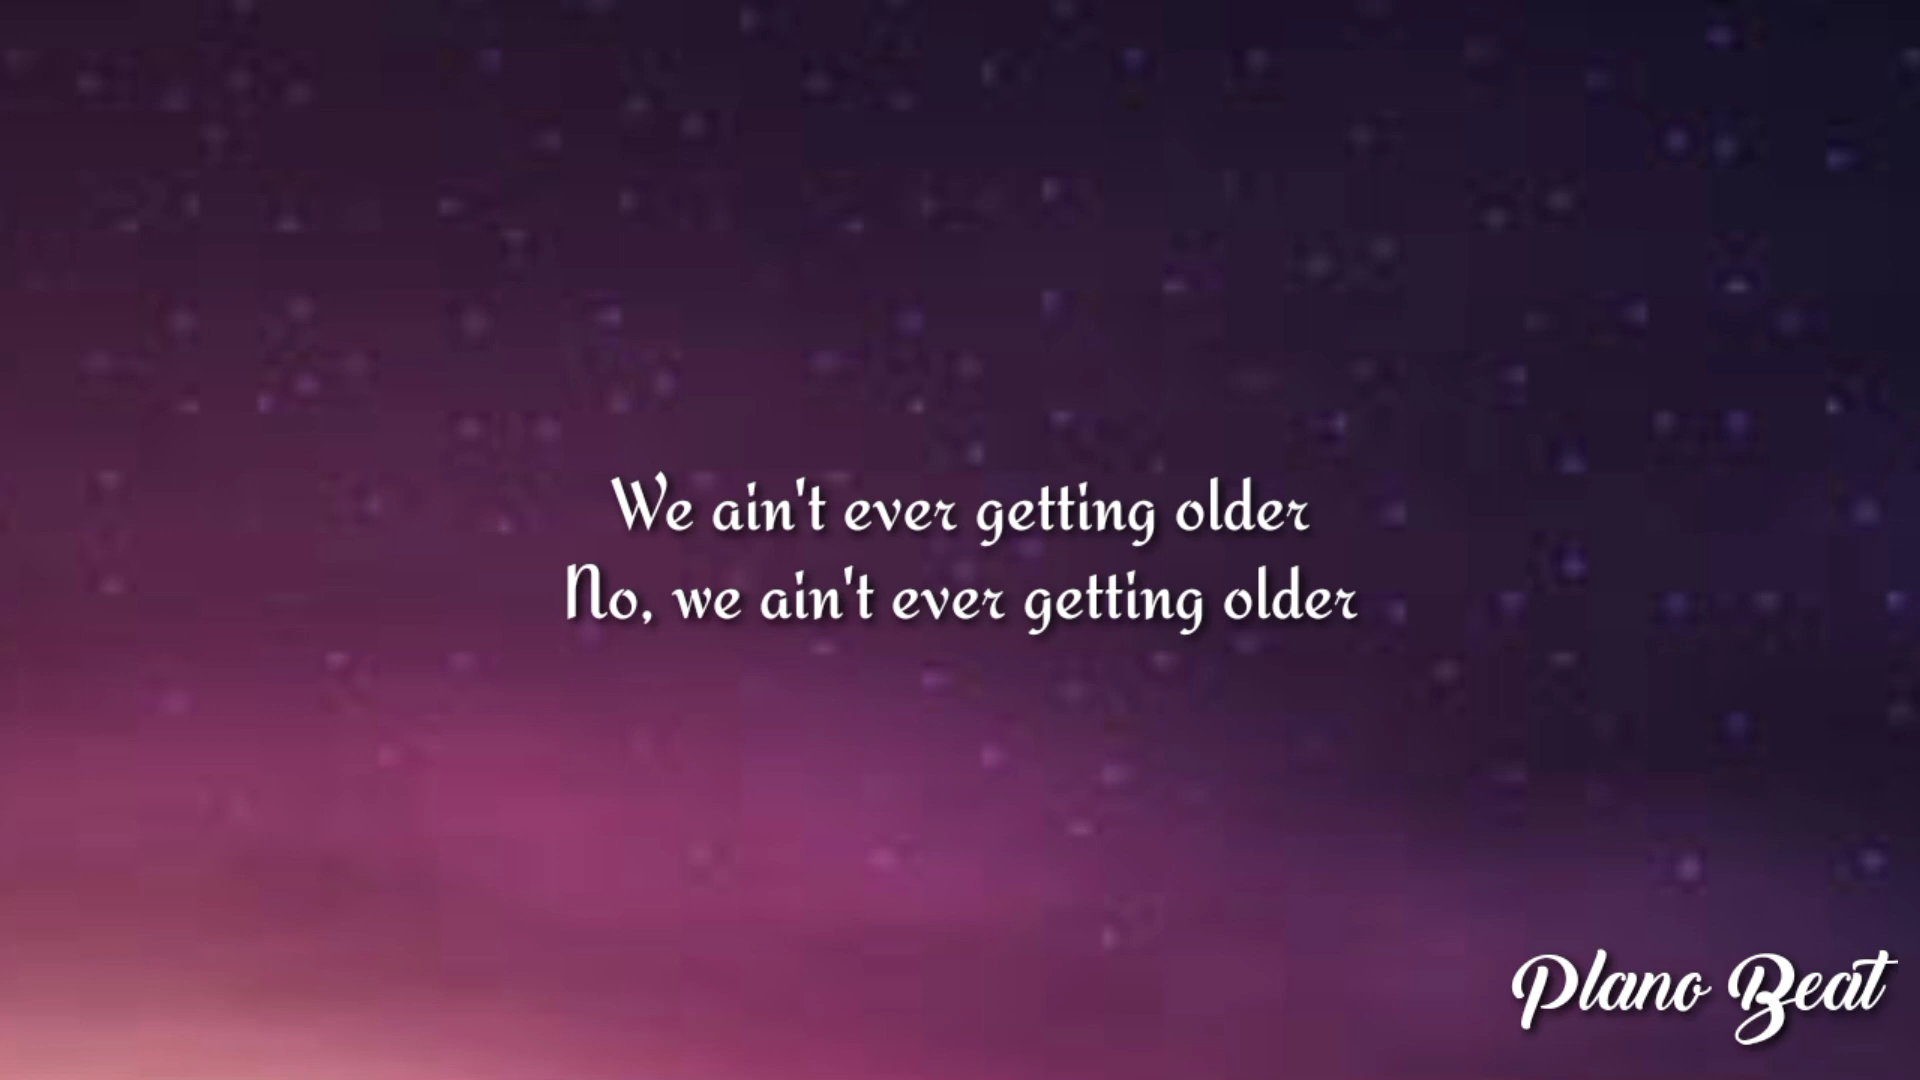 We ain't ever getting older
No, we ain't ever getting older
Plano Beat